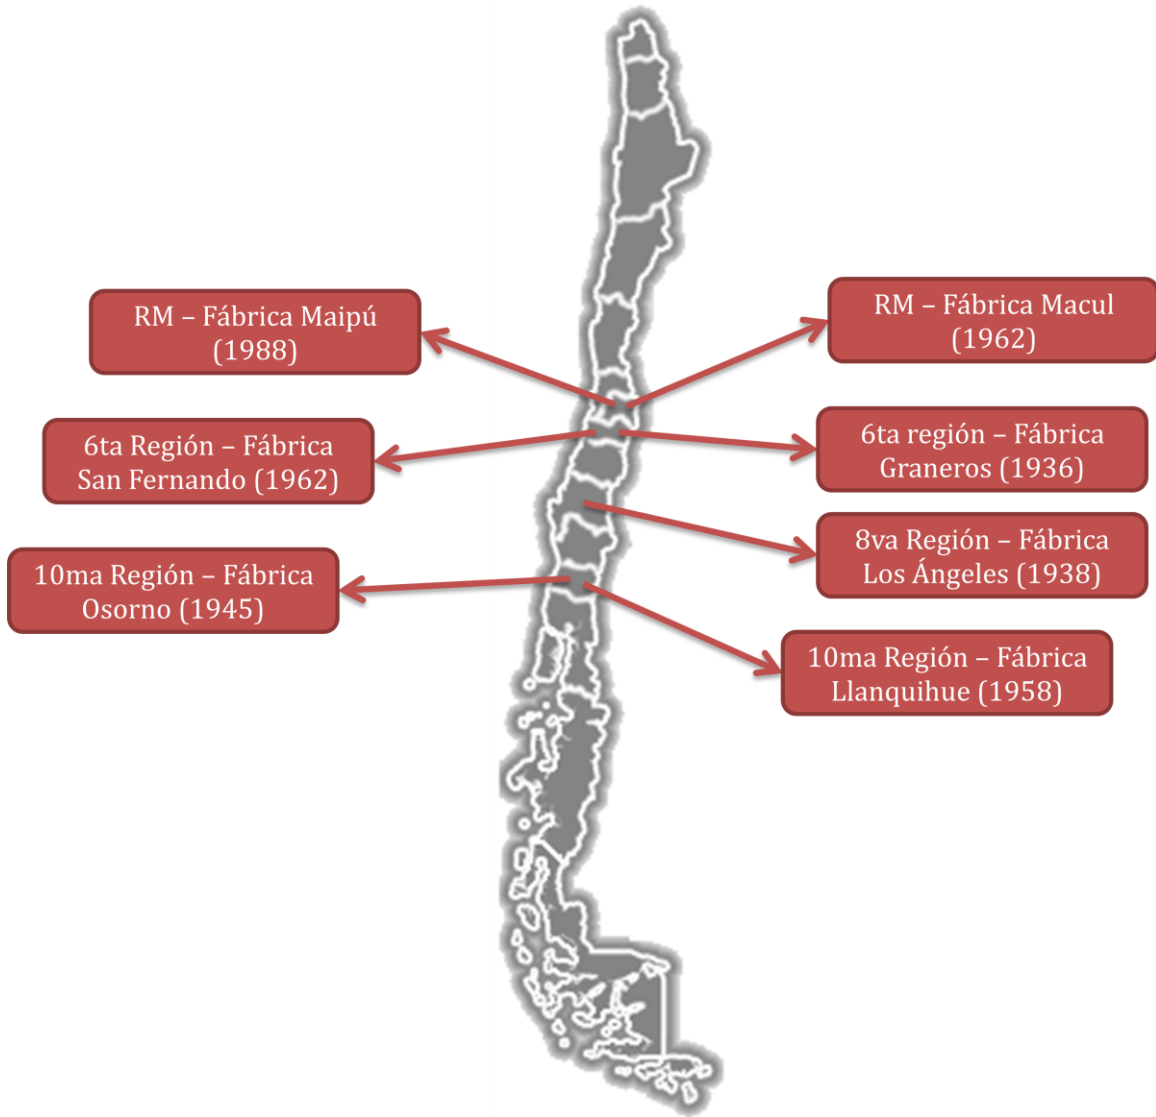 RM – Fábrica Maipú
(1988)
RM – Fábrica Macul
(1962)
6ta Región – Fábrica
San Fernando (1962)
6ta región – Fábrica
Graneros (1936)
8va Región – Fábrica
Los Ángeles (1938)
10ma Región – Fábrica
Osorno (1945)
10ma Región – Fábrica
Llanquihue (1958)